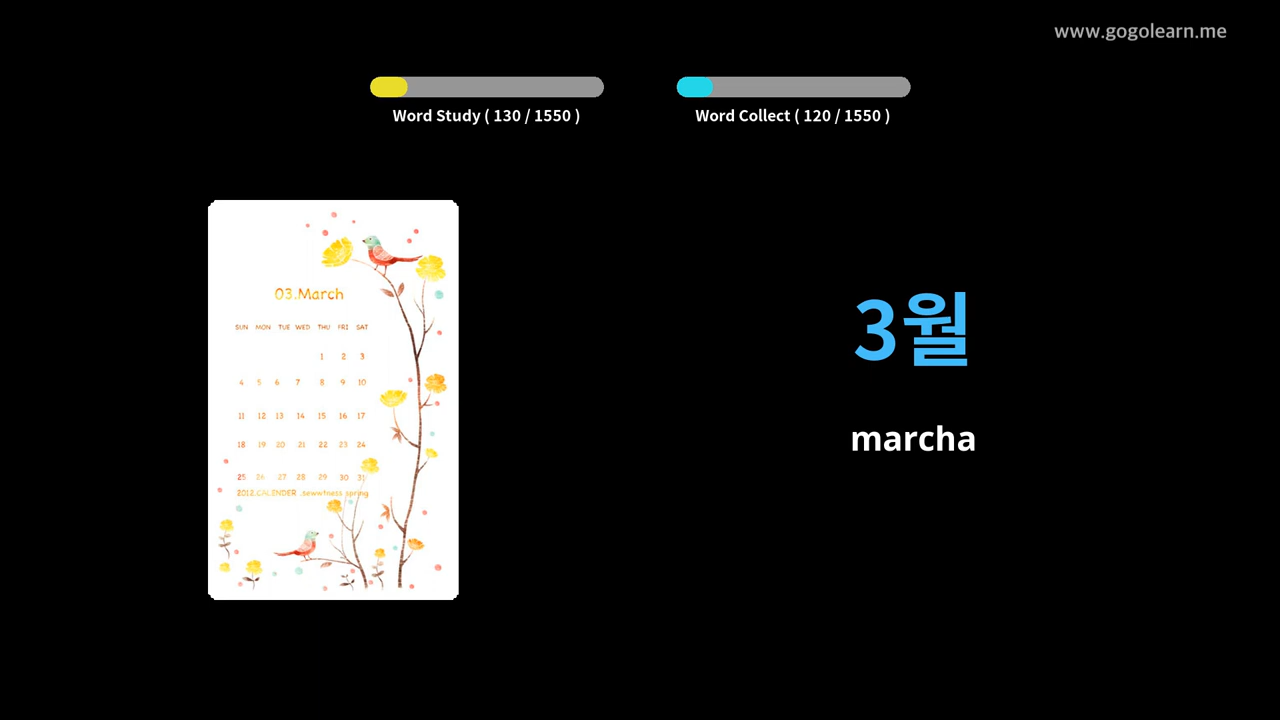 www.gogolearn.me
Word Study ( 130 / 1550 )
Word Collect ( 120 / 1550 )
03.March
SUN MON TUE WED THU FRI SAT
1 2 3
4 5 6 7 8 9 10
11 12 13 14 15 16 17
18 19 20 21 22 23 24
25 26 27 28 29 30 31
2012.CALENDER .sewwtness spring
3월
marcha